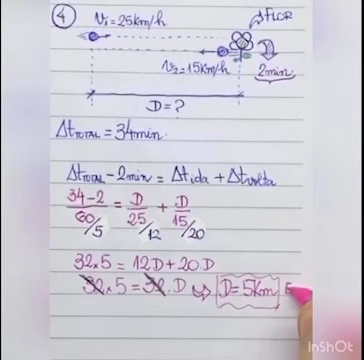 4
V₁ = 25km/h
FLOR
V₂ = 15km/h
2min.
D = ?
ΔtTOTAL = 34min.
ΔtTOTAL - 2min = Δtida + Δtvolta
34-2/60 = D/25 + D/15
/5 /12 /20
32×5 = 12D + 20.D
32×5 = 32.D ↪ D = 5Km
InShOt